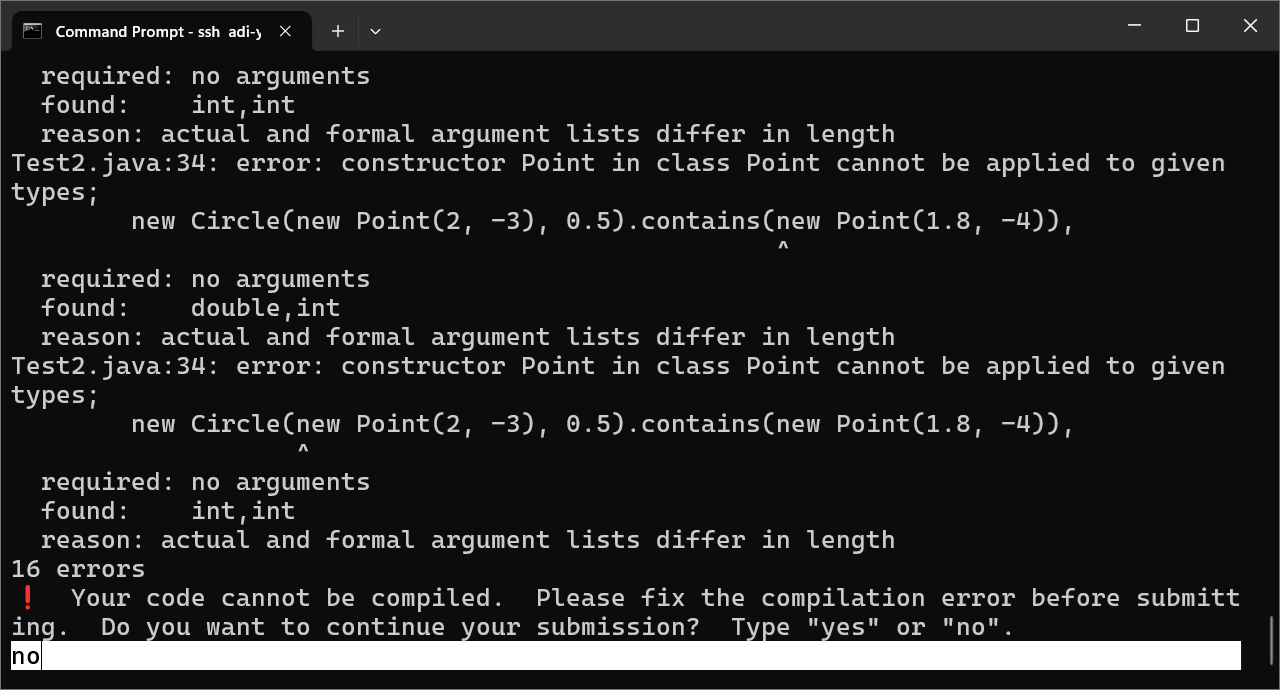 Command Prompt - ssh adi-y
required: no arguments
found:    int,int
reason: actual and formal argument lists differ in length
Test2.java:34: error: constructor Point in class Point cannot be applied to given
types;
new Circle(new Point(2, -3), 0.5).contains(new Point(1.8, -4)),
^
required: no arguments
found:    double,int
reason: actual and formal argument lists differ in length
Test2.java:34: error: constructor Point in class Point cannot be applied to given
types;
new Circle(new Point(2, -3), 0.5).contains(new Point(1.8, -4)),
^
required: no arguments
found:    int,int
reason: actual and formal argument lists differ in length
16 errors
❗ Your code cannot be compiled.  Please fix the compilation error before submitt
ing.  Do you want to continue your submission?  Type "yes" or "no".
no